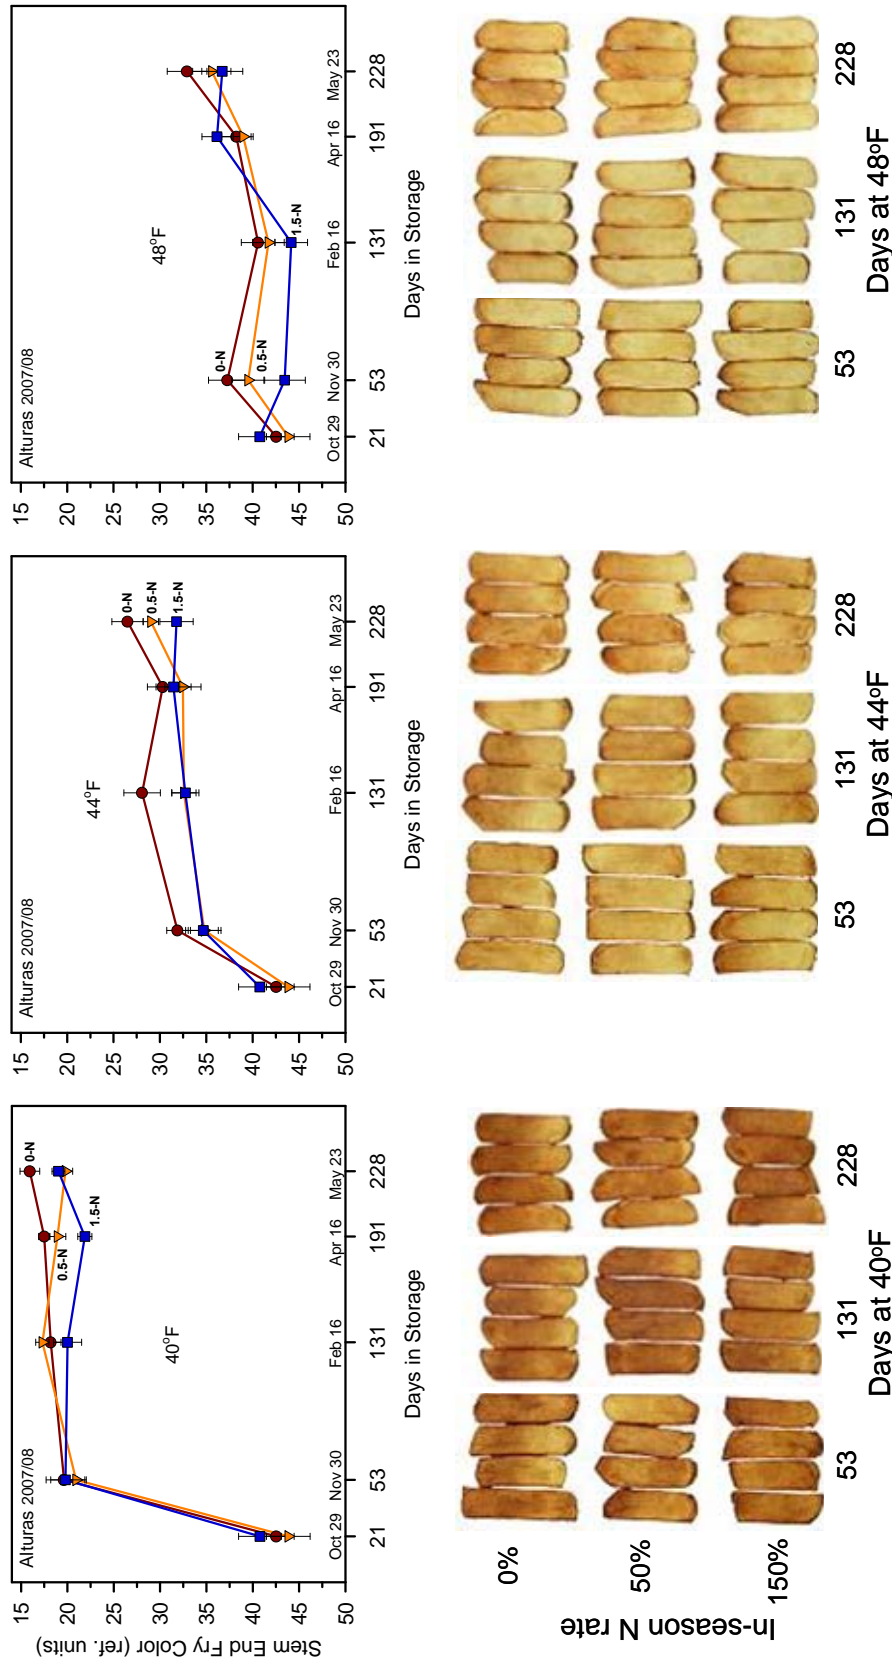 Stem End Fry Color (ref. units)
15
20
25
30
35
40
45
50
Alturas 2007/08
40°F
0-N
0.5-N
1.5-N
Oct 29
Nov 30
Feb 16
Apr 16
May 23
21
53
131
191
228
Days in Storage
15
20
25
30
35
40
45
50
Alturas 2007/08
44°F
0-N
0.5-N
1.5-N
Oct 29
Nov 30
Feb 16
Apr 16
May 23
21
53
131
191
228
Days in Storage
15
20
25
30
35
40
45
50
Alturas 2007/08
48°F
0-N
0.5-N
1.5-N
Oct 29
Nov 30
Feb 16
Apr 16
May 23
21
53
131
191
228
Days in Storage
In-season N rate
0%
50%
150%
53
131
228
Days at 40°F
53
131
228
Days at 44°F
53
131
228
Days at 48°F